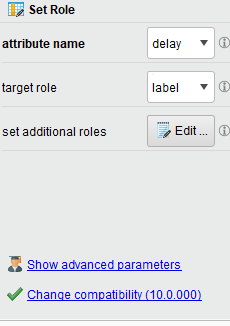 Set Role
attribute name delay
target role label
set additional roles Edit ...
Show advanced parameters
Change compatibility (10.0.000)